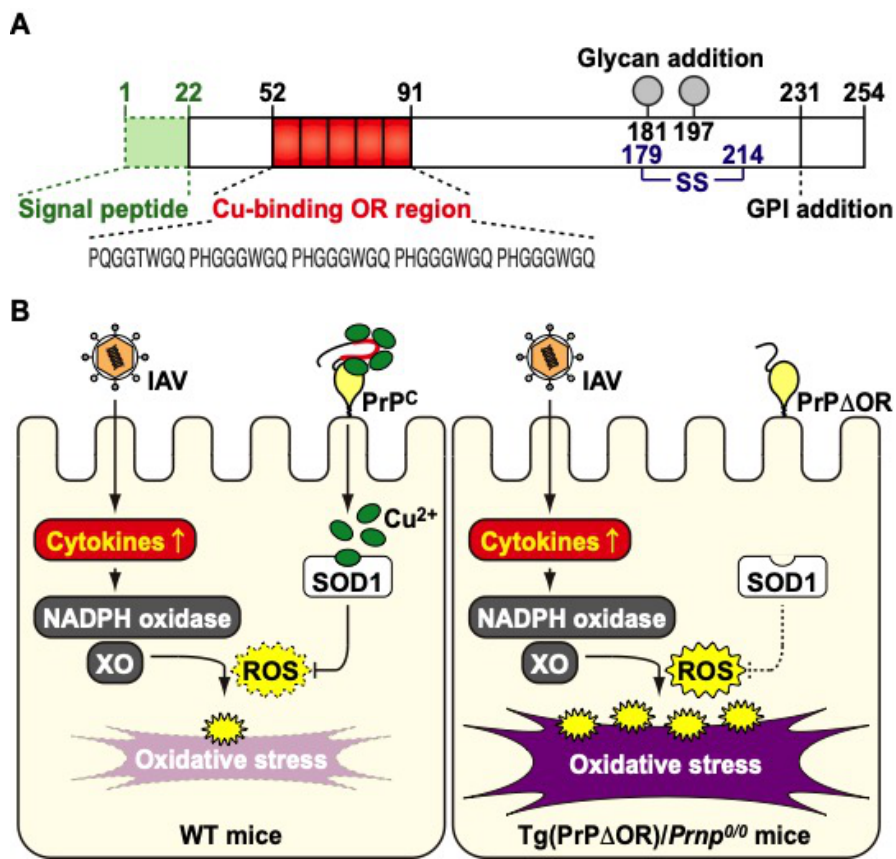 A
Glycan addition
1 22 52 91 231 254
181 197
179 214
SS
Signal peptide Cu-binding OR region GPI addition
PQGGTWGQ PHGGGWGQ PHGGGWGQ PHGGGWGQ PHGGGWGQ
B
IAV
PrPᶜ
Cytokines ↑
Cu²⁺
SOD1
NADPH oxidase
XO
ROS
Oxidative stress
WT mice
IAV
PrPΔOR
Cytokines ↑
SOD1
NADPH oxidase
XO
ROS
Oxidative stress
Tg(PrPΔOR)/Prnp⁰/⁰ mice